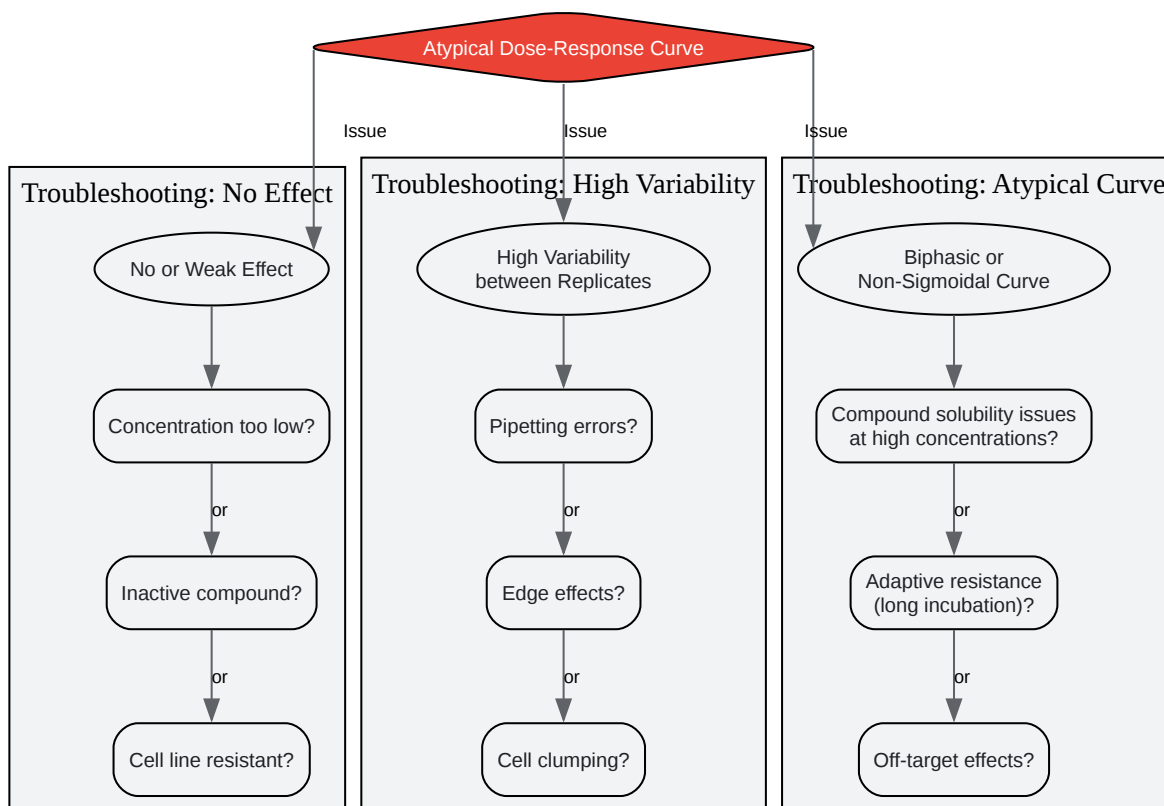 Atypical Dose-Response Curve
Issue
Issue
Issue
Troubleshooting: No Effect
Troubleshooting: High Variability
Troubleshooting: Atypical Curve
No or Weak Effect
High Variability
between Replicates
Biphasic or
Non-Sigmoidal Curve
Concentration too low?
Pipetting errors?
Compound solubility issues
at high concentrations?
or
or
or
Inactive compound?
Edge effects?
Adaptive resistance
(long incubation)?
or
or
or
Cell line resistant?
Cell clumping?
Off-target effects?